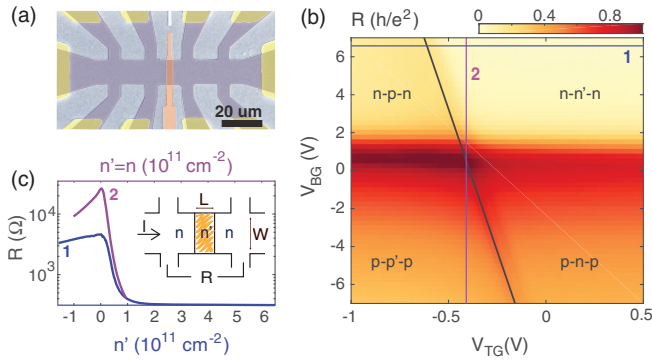 (a)
20 um
(b)
R (h/e²)
0
0.4
0.8
6
4
2
0
-2
-4
-6
V_BG (V)
1
2
n-p-n
n-n'-n
p-p'-p
p-n-p
-1
-0.5
0
0.5
V_TG(V)
(c)
n'=n (10¹¹ cm⁻²)
2
1
10⁴
10³
R (Ω)
L
I
n
n'
n
W
R
-1
0
1
2
3
4
5
6
n' (10¹¹ cm⁻²)